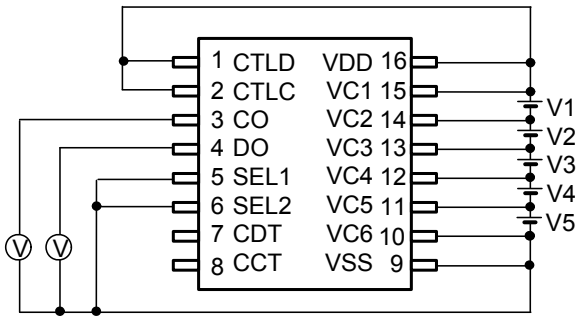 1 CTLD VDD 16
2 CTLC VC1 15
3 CO VC2 14
4 DO VC3 13
5 SEL1 VC4 12
6 SEL2 VC5 11
7 CDT VC6 10
8 CCT VSS 9
V1
V2
V3
V4
V5
V
V